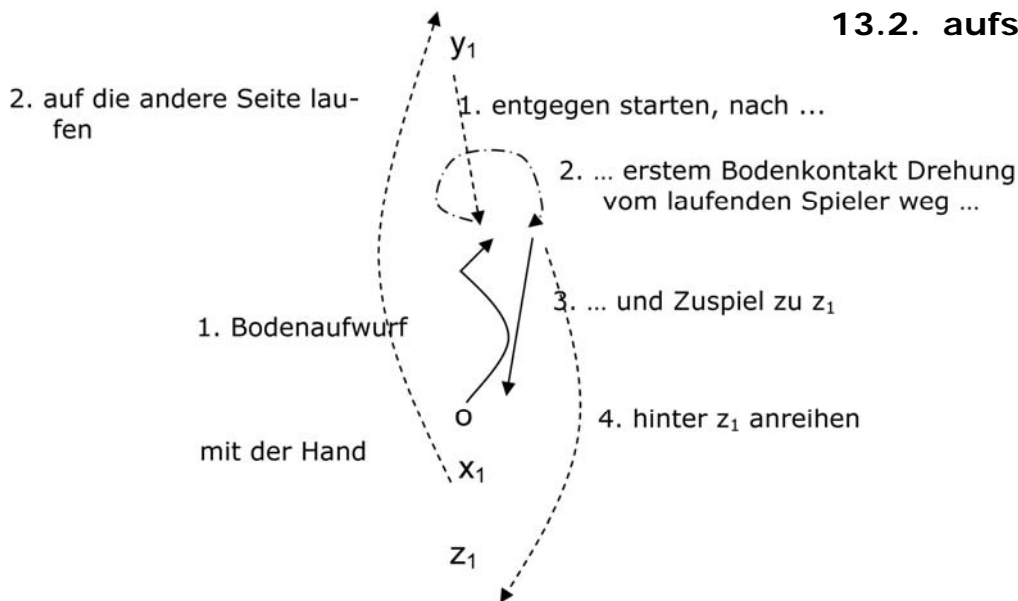 13.2. aufs
y₁
2. auf die andere Seite lau-
fen
1. entgegen starten, nach ...
2. ... erstem Bodenkontakt Drehung
vom laufenden Spieler weg ...
3. ... und Zuspiel zu z₁
1. Bodenaufwurf
o
4. hinter z₁ anreihen
mit der Hand
x₁
z₁